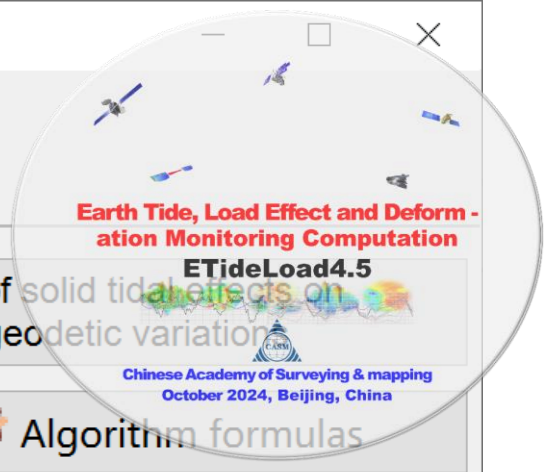 Earth Tide, Load Effect and Deform -
ation Monitoring Computation
ETideLoad4.5
f solid tidal effects on
eodetic variation
CASM
Chinese Academy of Surveying & mapping
October 2024, Beijing, China
Algorithm formulas